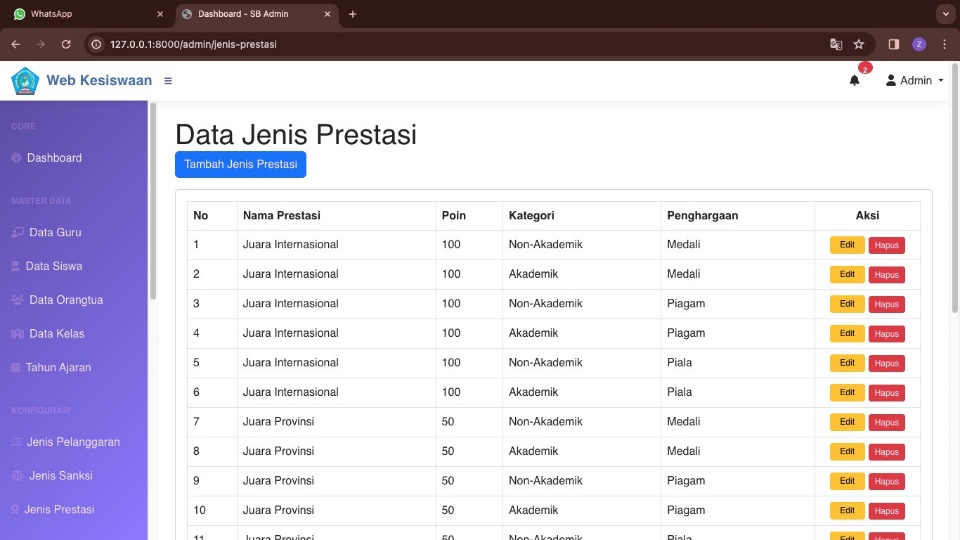 WhatsApp
Dashboard - SB Admin
127.0.0.1:8000/admin/jenis-prestasi
Z
Web Kesiswaan
2
Admin
CORE
Dashboard
MASTER DATA
Data Guru
Data Siswa
Data Orangtua
Data Kelas
Tahun Ajaran
KONFIGURASI
Jenis Pelanggaran
Jenis Sanksi
Jenis Prestasi
Data Jenis Prestasi
Tambah Jenis Prestasi
No Nama Prestasi Poin Kategori Penghargaan Aksi
1 Juara Internasional 100 Non-Akademik Medali Edit Hapus
2 Juara Internasional 100 Akademik Medali Edit Hapus
3 Juara Internasional 100 Non-Akademik Piagam Edit Hapus
4 Juara Internasional 100 Akademik Piagam Edit Hapus
5 Juara Internasional 100 Non-Akademik Piala Edit Hapus
6 Juara Internasional 100 Akademik Piala Edit Hapus
7 Juara Provinsi 50 Non-Akademik Medali Edit Hapus
8 Juara Provinsi 50 Akademik Medali Edit Hapus
9 Juara Provinsi 50 Non-Akademik Piagam Edit Hapus
10 Juara Provinsi 50 Akademik Piagam Edit Hapus
11 Juara Provinsi 50 Non-Akademik Piala Edit Hapus